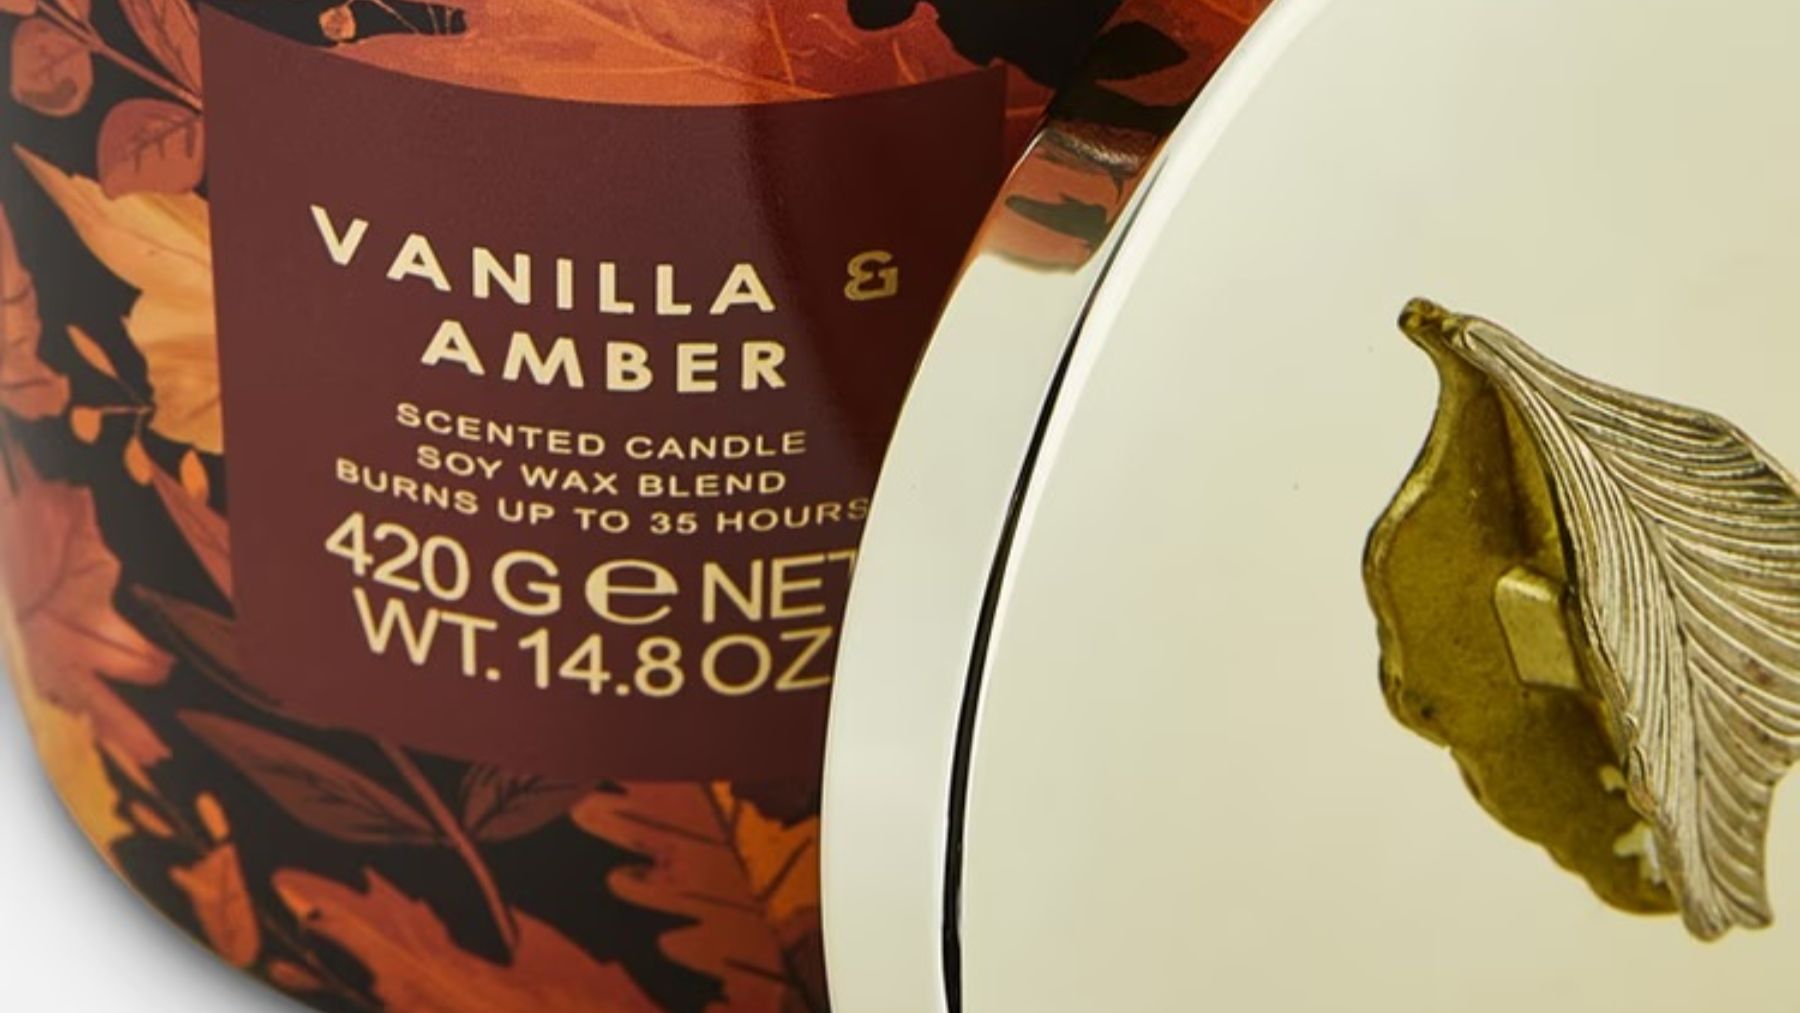 VANILLA &
AMBER
SCENTED CANDLE
SOY WAX BLEND
BURNS UP TO 35 HOURS
420 G e NET
WT. 14.8 OZ